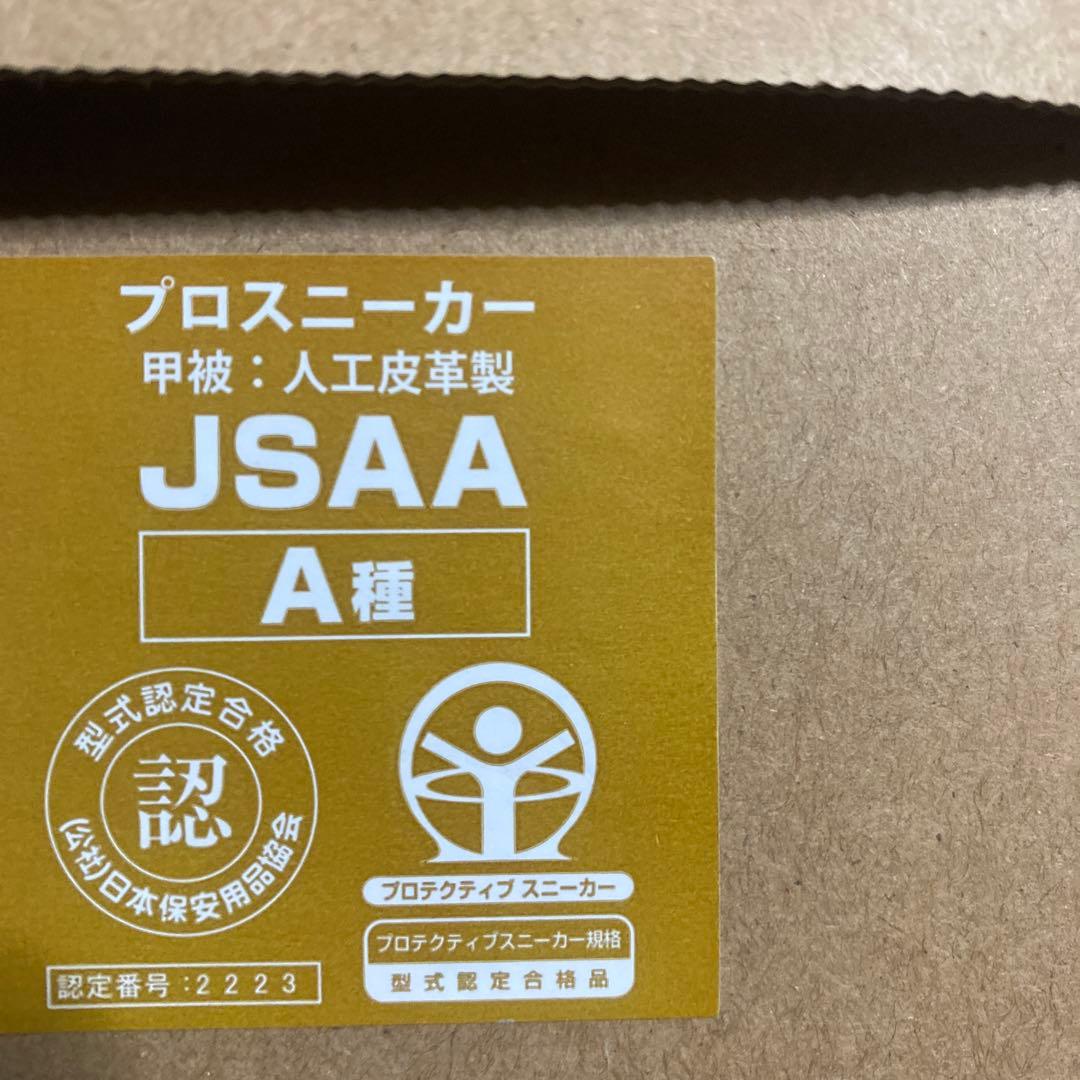 プロスニーカー
甲被：人工皮革製
JSAA
A種
型式認定合格
認
(公社)日本保安用品協会
認定番号:2223
プロテクティブ スニーカー
プロテクティブスニーカー規格
型式認定合格品